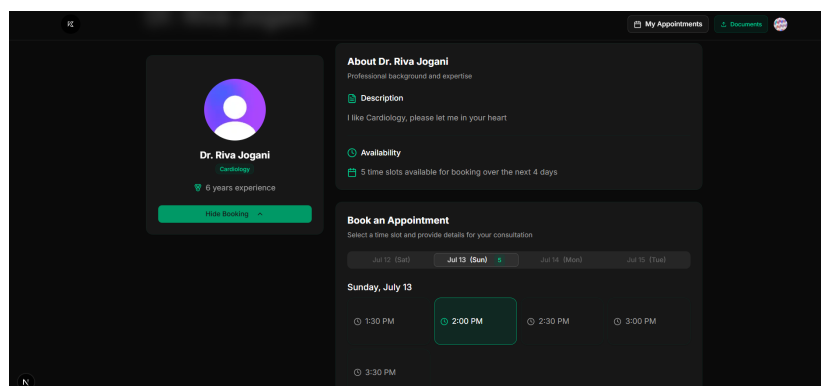 Dr. Riva Jogani
My Appointments
Documents
Dr. Riva Jogani
Cardiology
6 years experience
Hide Booking
About Dr. Riva Jogani
Professional background and expertise
Description
I like Cardiology, please let me in your heart
Availability
5 time slots available for booking over the next 4 days
Book an Appointment
Select a time slot and provide details for your consultation
Jul 12 (Sat) Jul 13 (Sun) 5 Jul 14 (Mon) Jul 15 (Tue)
Sunday, July 13
1:30 PM 2:00 PM 2:30 PM 3:00 PM
3:30 PM
N